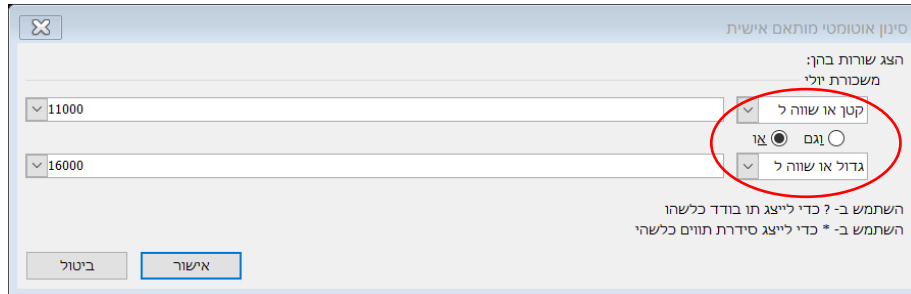 סינון אוטומטי מותאם אישית
הצג שורות בהן:
משכורת יולי
קטן או שווה ל 11000
וגם או
גדול או שווה ל 16000
השתמש ב- ? כדי לייצג תו בודד כלשהו
השתמש ב- * כדי לייצג סידרת תווים כלשהי
אישור ביטול